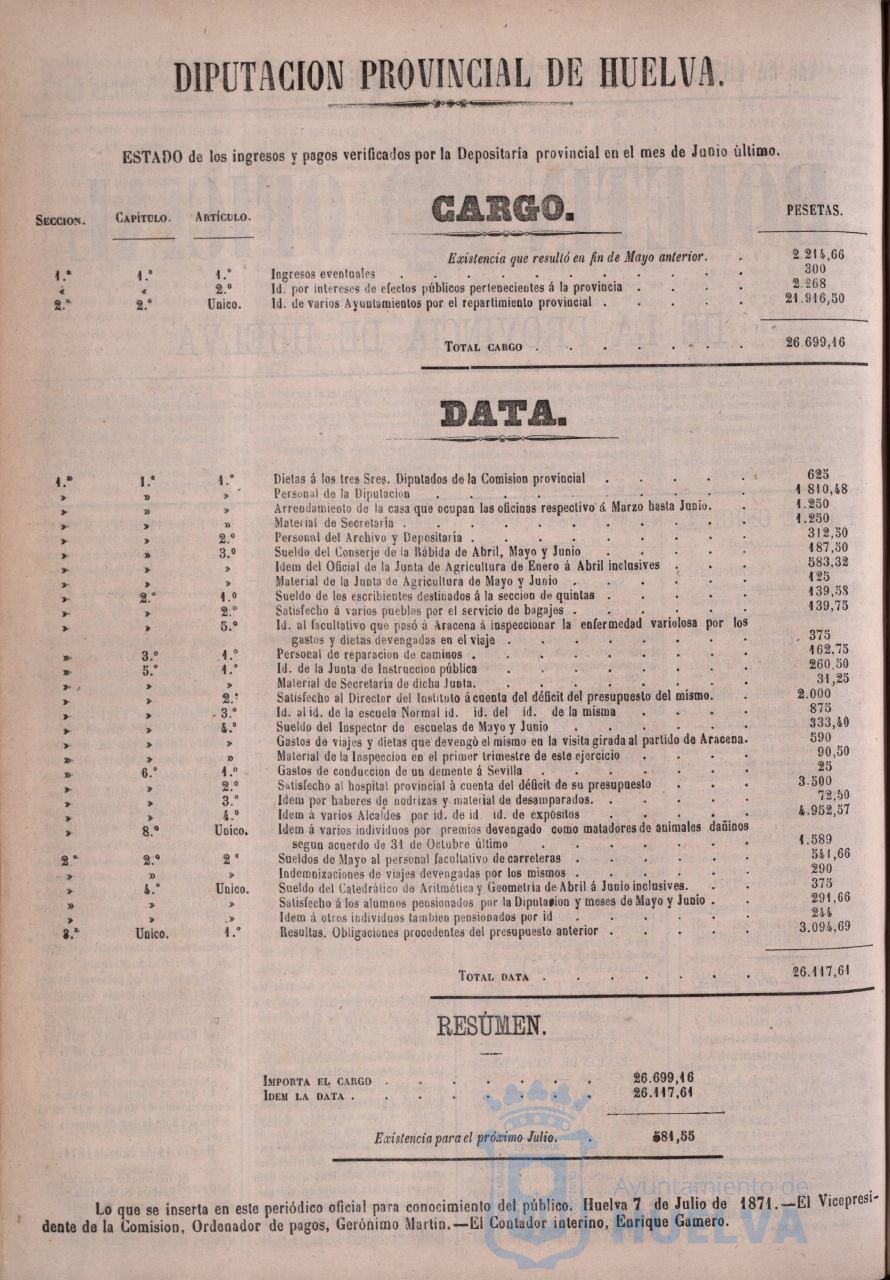 DIPUTACION PROVINCIAL DE HUELVA.
ESTADO de los ingresos y pagos verificados por la Depositaría provincial en el mes de Junio ùltimo.
SECCION. CAPÍTULO. ARTÍCULO. CARGO. PESETAS.
Existencia que resultó en fin de Mayo anterior. . 2.214,66
1.ª 1.º 1.º Ingresos eventuales . . . . . . . . . . . 300
« « 2.º Id. por intereses de efectos públicos pertenecientes á la provincia . . . . 2.268
2.ª 2.º Unico. Id. de varios Ayuntamientos por el repartimiento provincial . . . . . 21.916,50
TOTAL CARGO . . . . . . . 26.699,16
DATA.
1.ª 1.º 1.º Dietas á los tres Sres. Diputados de la Comision provincial . . . . . 625
» » » Personal de la Diputacion . . . . . . . . . 1 810,48
» » » Arrendamiento de la casa que ocupan las oficinas respectivo á Marzo hasta Junio. . 1.250
» » » Material de Secretaría . . . . . . . . . . 1.250
» » 2.º Personal del Archivo y Depositaría . . . . . . . . 312,50
» » 3.º Sueldo del Conserje de la Rábida de Abril, Mayo y Junio . . . . . 187,50
» » » Idem del Oficial de la Junta de Agricultura de Enero á Abril inclusives . . . 583,32
» » » Material de la Junta de Agricultura de Mayo y Junio . . . . . . 125
» 2.º 1.º Sueldo de los escribientes destinados á la seccion de quintas . . . . . 139,58
» » 2.º Satisfecho á varios pueblos por el servicio de bagajes . . . . . . 139,75
» » 5.º Id. al facultativo que pasó á Aracena á inspeccionar la enfermedad variolosa por los
gastos y dietas devengadas en el viaje . . . . . . . . 375
» 3.º 1.º Personal de reparacion de caminos . . . . . . . . 162.75
» 5.º 1.º Id. de la Junta de Instruccion pública . . . . . . . 260,50
» » » Material de Secretaría de dicha Junta. . . . . . . . 31,25
» » 2.º Satisfecho al Director del Instituto á cuenta del déficit del presupuesto del mismo. . 2.000
» » 3.º Id. al id. de la escuela Normal id. id. del id. de la misma . . . . 875
» » 4.º Sueldo del Inspector de escuelas de Mayo y Junio . . . . . . 333,40
» » » Gastos de viajes y dietas que devengò el mismo en la visita girada al partido de Aracena. 590
» » » Material de la Inspeccion en el primer trimestre de este ejercicio . . . . 90,50
» 6.º 1.º Gastos de conduccion de un demente á Sevilla . . . . . . 25
» » 2.º Satisfecho al hospital provincial à cuenta del déficit de su presupuesto . . . 3.500
» » 3.º Idem por haberes de nodrizas y material de desamparados. . . . . . 72,50
» » 4.º Idem á varios Alcaldes por id. de id id. de expósitos . . . . . 4.952,57
» 8.º Unico. Idem á varios individuos por premios devengado como matadores de animales dañinos
segun acuerdo de 31 de Octubre último . . . . . . . 1.589
2.ª 2.º 2º Sueldos de Mayo al personal facultativo de carreteras . . . . . . 541,66
» » » Indemnizaciones de viajes devengadas por los mismos . . . . . . 290
» 4.º Unico. Sueldo del Catedrático de Aritmética y Geometría de Abril á Junio inclusives. . . 375
» » » Satisfecho á los alumnos pensionados por la Diputacion y meses de Mayo y Junio . . 291,66
» » » Idem á otros individuos tambien pensionados por id . . . . . . 244
3.ª Unico. 1.º Resultas. Obligaciones procedentes del presupuesto anterior . . . . . 3.094,69
TOTAL DATA . . . . . . . 26.117,61
RESÚMEN.
IMPORTA EL CARGO . . . . . . . 26.699,16
IDEM LA DATA . . . . . . . . 26.117,61
Existencia para el próximo Julio. . 581,55
Lo que se inserta en este periódico oficial para conocimiento del público. Huelva 7 de Julio de 1871.—El Vicepresi-
dente de la Comision, Ordenador de pagos, Gerónimo Martin.—El Contador interino, Enrique Gamero.
Ayuntamiento de
HUELVA